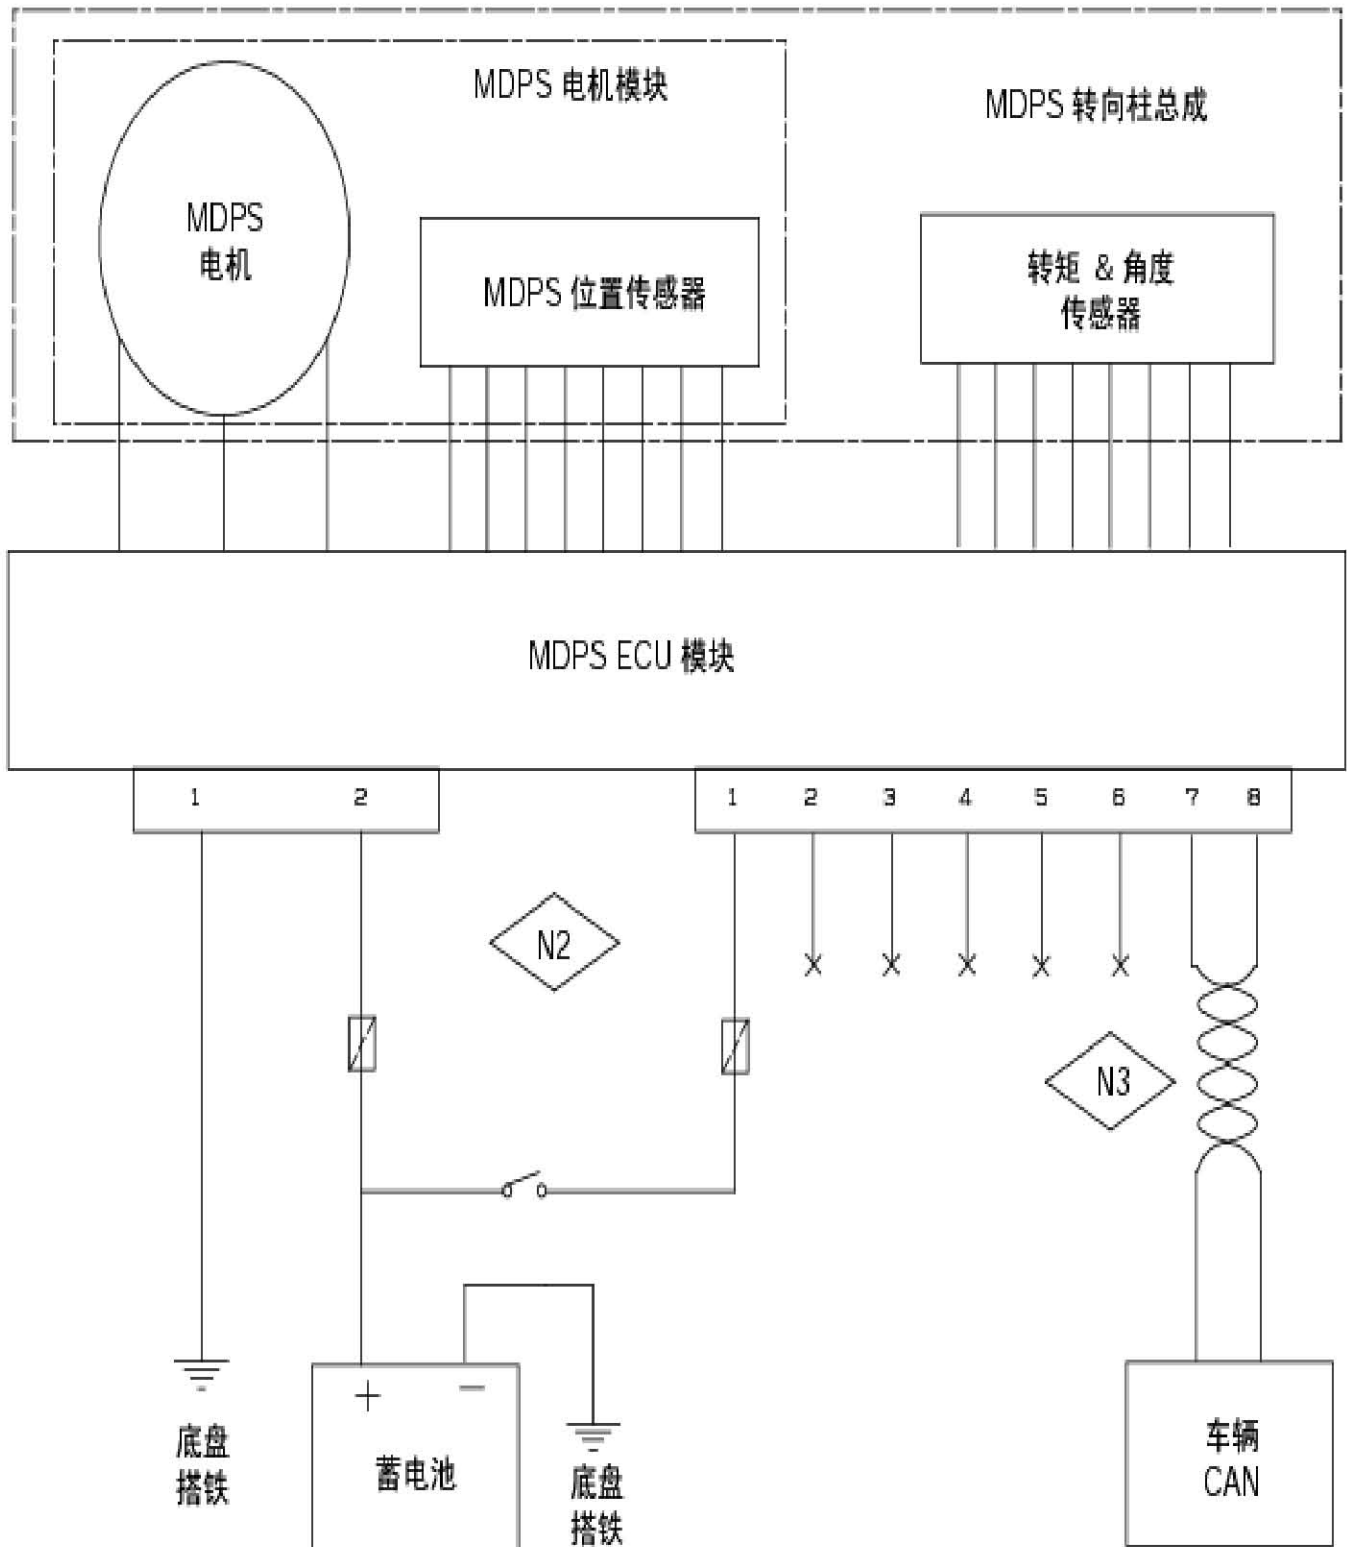 MDPS 电机模块
MDPS 转向柱总成
MDPS
电机
MDPS 位置传感器
转矩 & 角度
传感器
MDPS ECU 模块
1 2
1 2 3 4 5 6 7 8
N2
N3
底盘
搭铁
+ −
蓄电池
底盘
搭铁
车辆
CAN